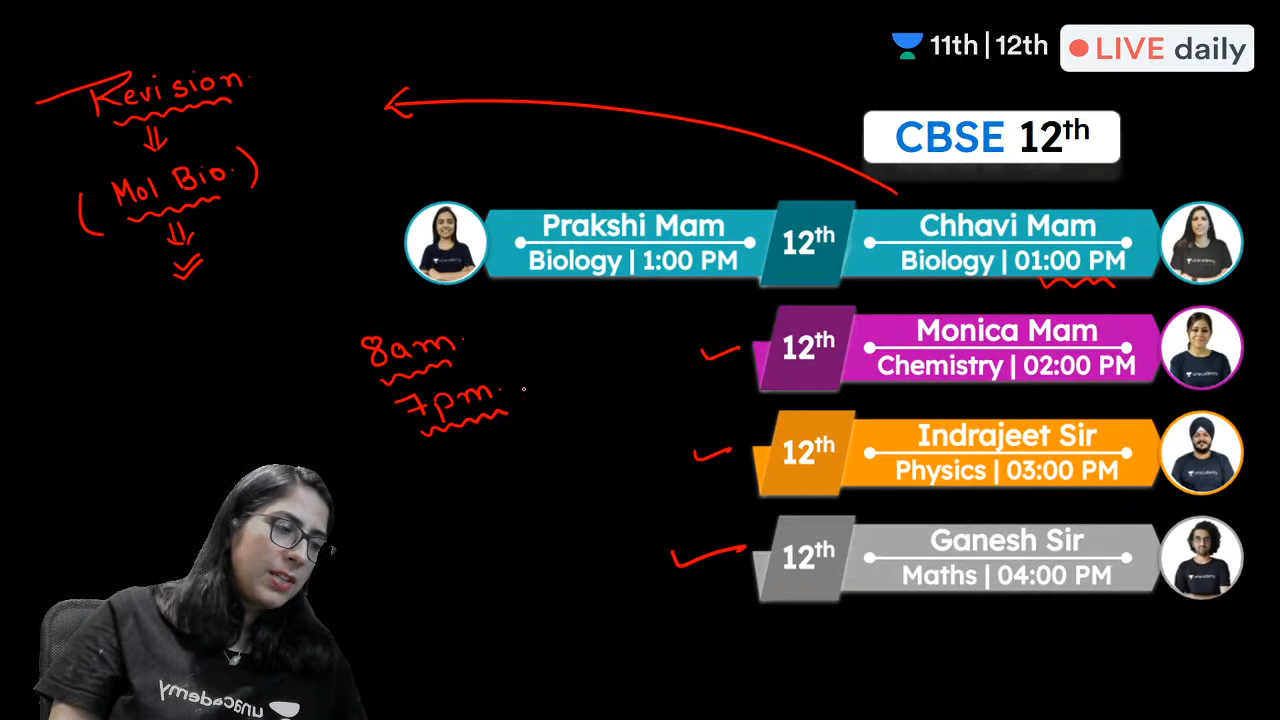 11th | 12th
LIVE daily
CBSE 12th
Revision
(Mol Bio.)
Prakshi Mam
Biology | 1:00 PM
12th
Chhavi Mam
Biology | 01:00 PM
8am.
7pm.
12th
Monica Mam
Chemistry | 02:00 PM
12th
Indrajeet Sir
Physics | 03:00 PM
12th
Ganesh Sir
Maths | 04:00 PM
unacademy